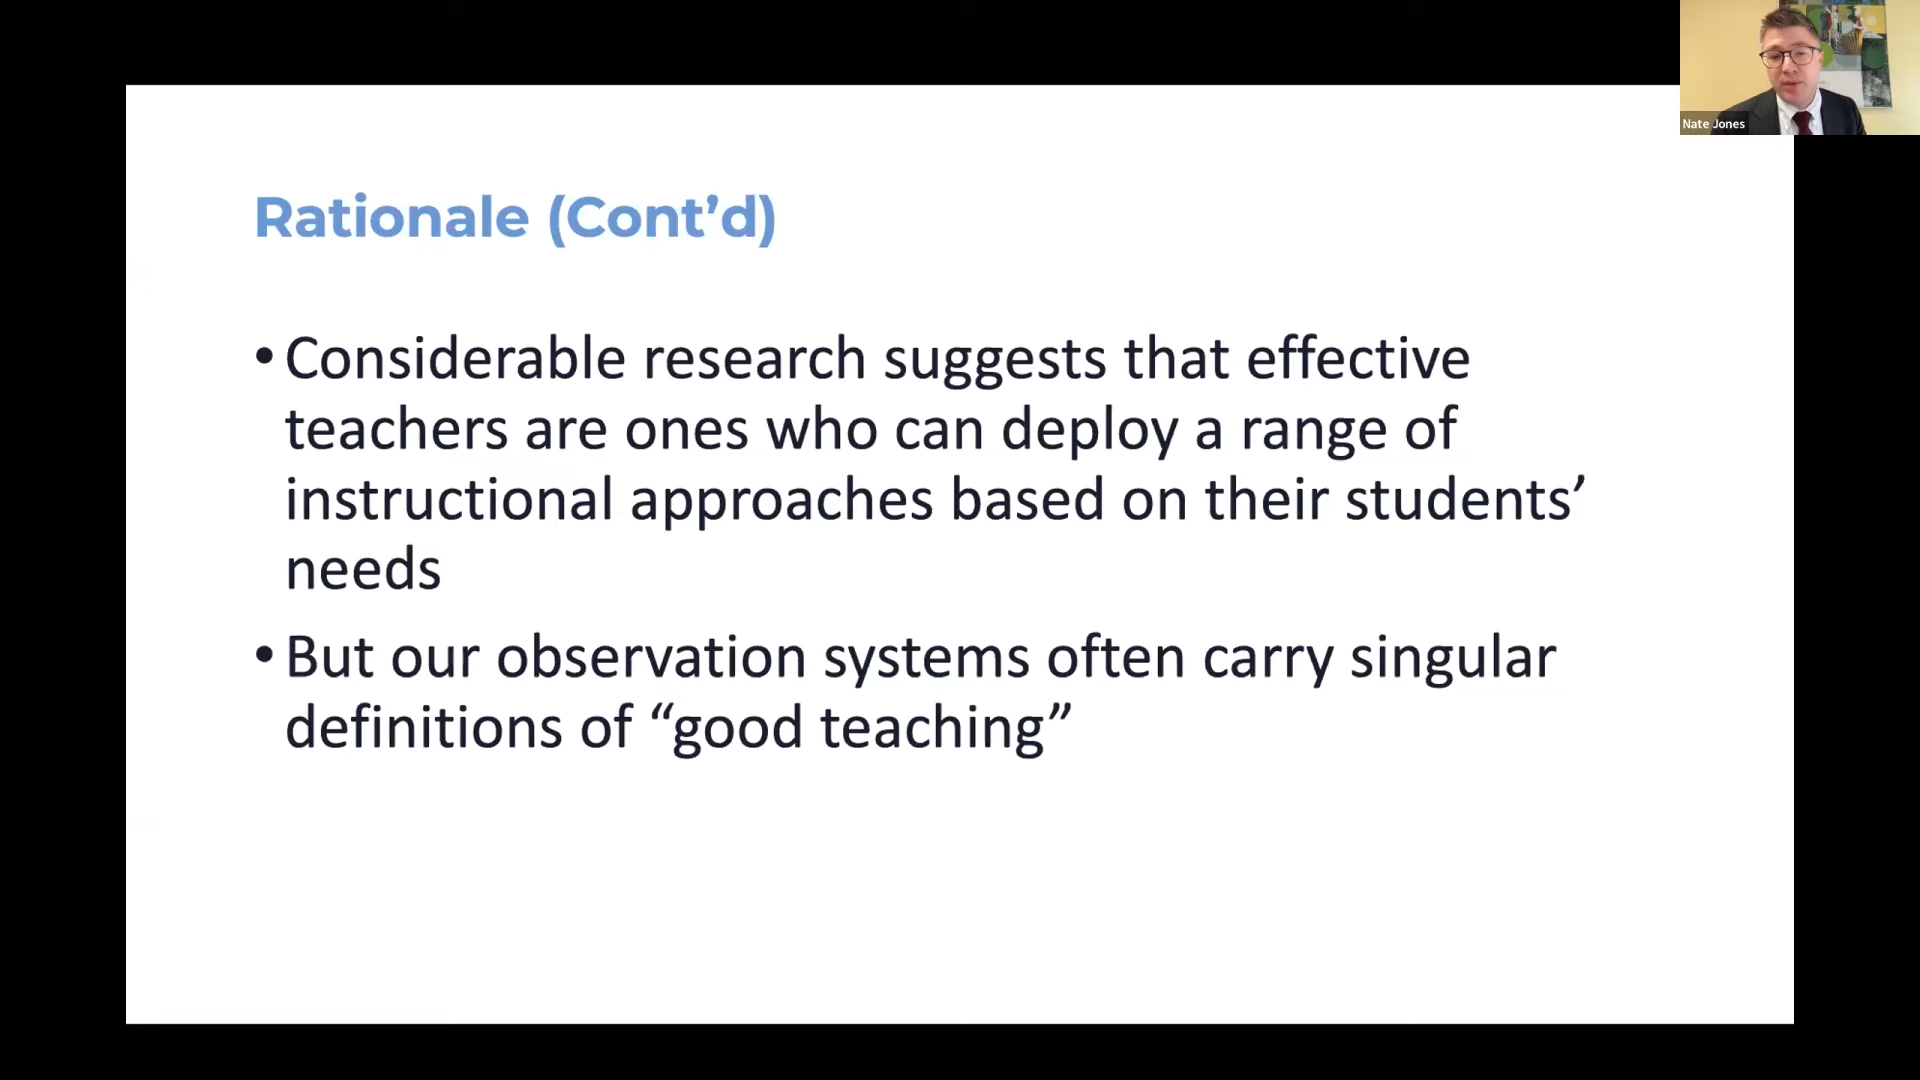 Nate Jones
Rationale (Cont’d)
• Considerable research suggests that effective
teachers are ones who can deploy a range of
instructional approaches based on their students’
needs
• But our observation systems often carry singular
definitions of “good teaching”